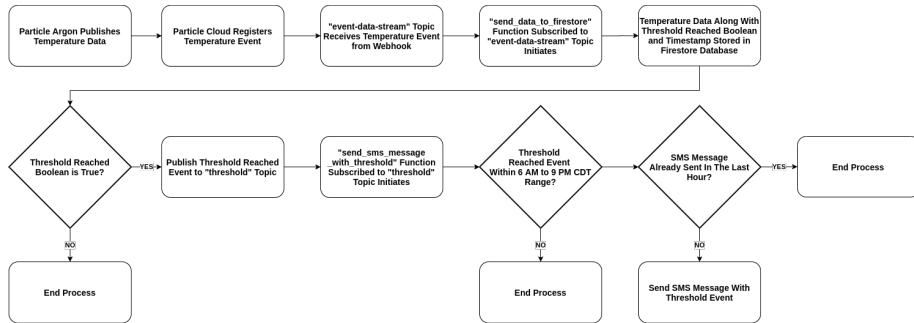 Particle Argon Publishes
Temperature Data
Particle Cloud Registers
Temperature Event
"event-data-stream" Topic
Receives Temperature Event
from Webhook
"send_data_to_firestore"
Function Subscribed to
"event-data-stream" Topic
Initiates
Temperature Data Along With
Threshold Reached Boolean
and Timestamp Stored in
Firestore Database
Threshold Reached
Boolean is True?
YES
Publish Threshold Reached
Event to "threshold" Topic
"send_sms_message
_with_threshold" Function
Subscribed to "threshold"
Topic Initiates
Threshold
Reached Event
Within 6 AM to 9 PM CDT
Range?
SMS Message
Already Sent In The Last
Hour?
YES
End Process
NO
NO
NO
End Process
End Process
Send SMS Message With
Threshold Event